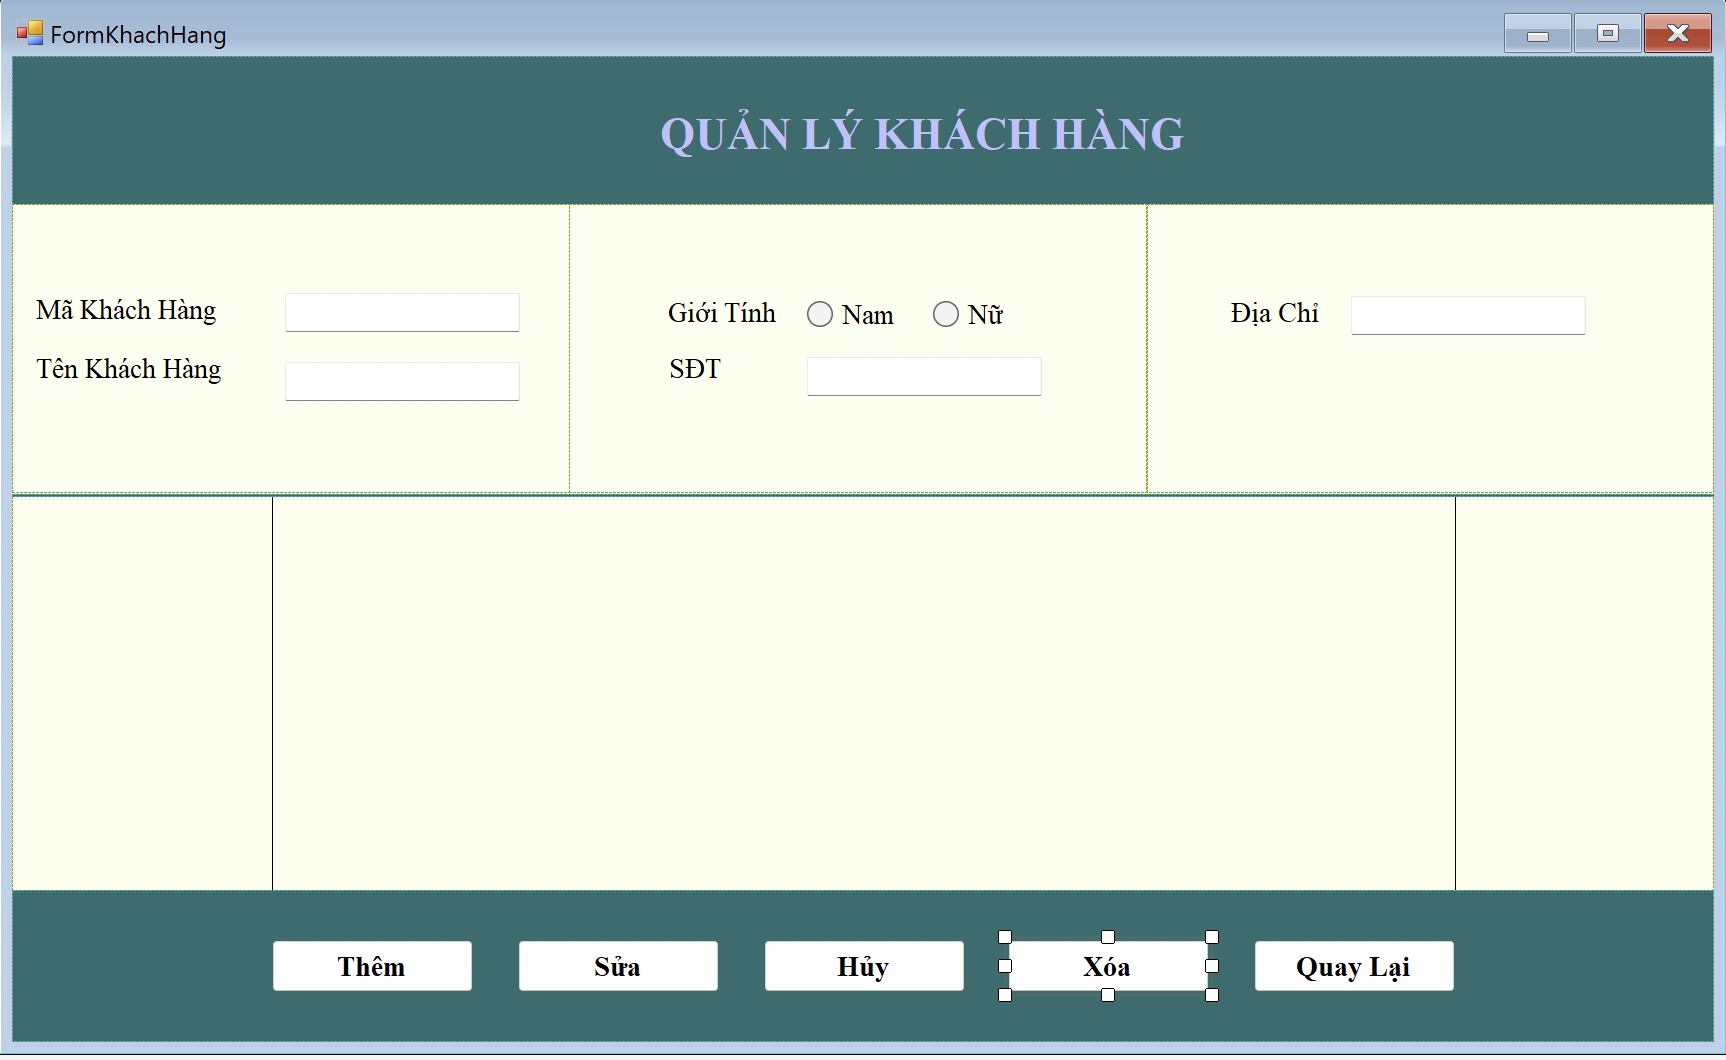 FormKhachHang
QUẢN LÝ KHÁCH HÀNG
Mã Khách Hàng
Tên Khách Hàng
Giới Tính Nam Nữ
SĐT
Địa Chỉ
Thêm Sửa Hủy Xóa Quay Lại